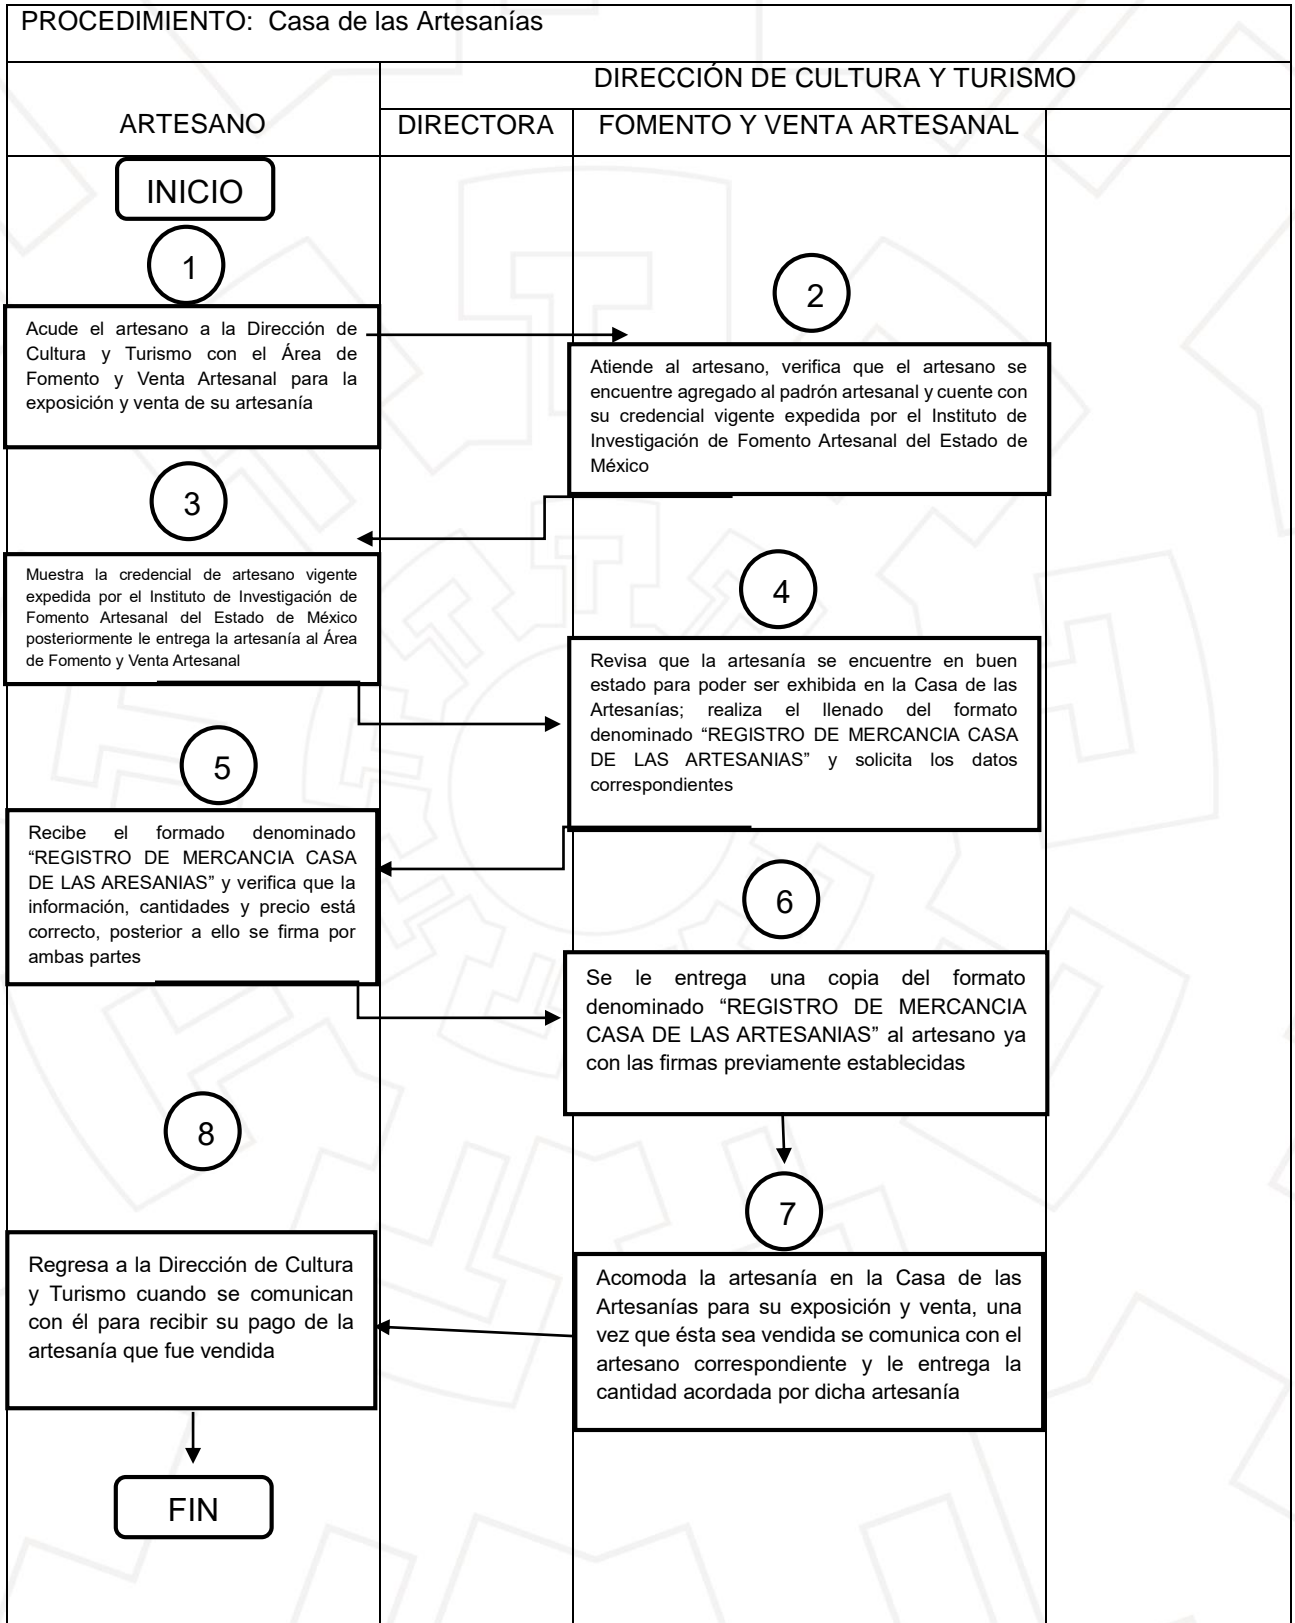 PROCEDIMIENTO: Casa de las Artesanías
DIRECCIÓN DE CULTURA Y TURISMO
ARTESANO
DIRECTORA
FOMENTO Y VENTA ARTESANAL
INICIO
1
Acude el artesano a la Dirección de
Cultura y Turismo con el Área de
Fomento y Venta Artesanal para la
exposición y venta de su artesanía
2
Atiende al artesano, verifica que el artesano se
encuentre agregado al padrón artesanal y cuente con
su credencial vigente expedida por el Instituto de
Investigación de Fomento Artesanal del Estado de
México
3
Muestra la credencial de artesano vigente
expedida por el Instituto de Investigación de
Fomento Artesanal del Estado de México
posteriormente le entrega la artesanía al Área
de Fomento y Venta Artesanal
4
Revisa que la artesanía se encuentre en buen
estado para poder ser exhibida en la Casa de las
Artesanías; realiza el llenado del formato
denominado “REGISTRO DE MERCANCIA CASA
DE LAS ARTESANIAS” y solicita los datos
correspondientes
5
Recibe el formado denominado
“REGISTRO DE MERCANCIA CASA
DE LAS ARESANIAS” y verifica que la
información, cantidades y precio está
correcto, posterior a ello se firma por
ambas partes
6
Se le entrega una copia del formato
denominado “REGISTRO DE MERCANCIA
CASA DE LAS ARTESANIAS” al artesano ya
con las firmas previamente establecidas
7
Acomoda la artesanía en la Casa de las
Artesanías para su exposición y venta, una
vez que ésta sea vendida se comunica con el
artesano correspondiente y le entrega la
cantidad acordada por dicha artesanía
8
Regresa a la Dirección de Cultura
y Turismo cuando se comunican
con él para recibir su pago de la
artesanía que fue vendida
FIN